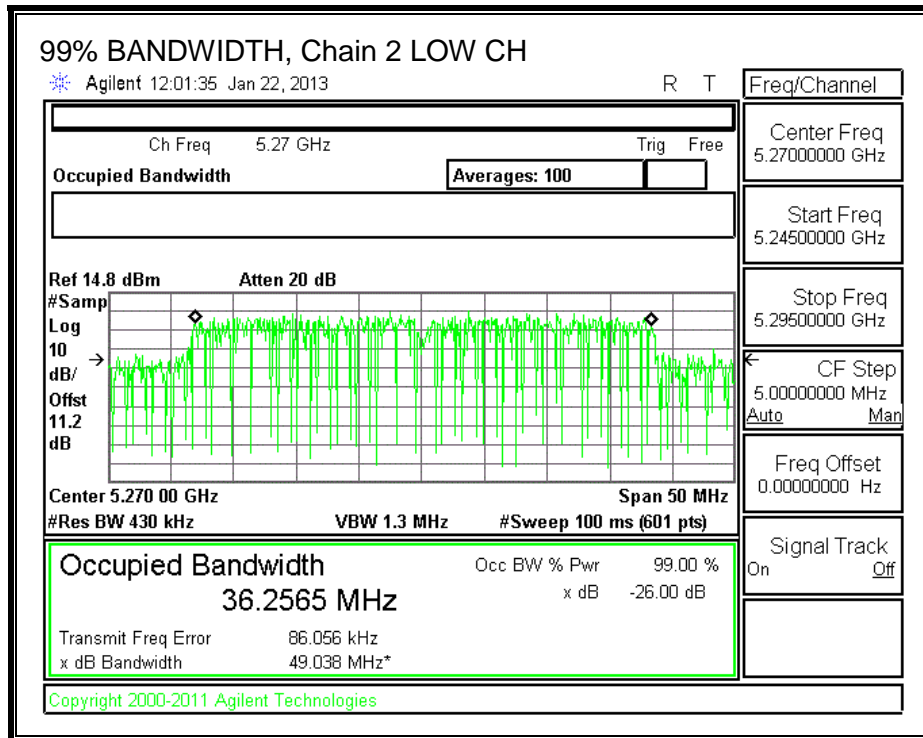 99% BANDWIDTH, Chain 2 LOW CH
Agilent 12:01:35 Jan 22, 2013 R T
Freq/Channel
Ch Freq 5.27 GHz Trig Free
Occupied Bandwidth Averages: 100
Center Freq
5.27000000 GHz
Start Freq
5.24500000 GHz
Stop Freq
5.29500000 GHz
CF Step
5.00000000 MHz
Auto Man
Freq Offset
0.00000000 Hz
Signal Track
On Off
Ref 14.8 dBm Atten 20 dB
#Samp
Log
10
dB/
Offst
11.2
dB
Center 5.270 00 GHz Span 50 MHz
#Res BW 430 kHz VBW 1.3 MHz #Sweep 100 ms (601 pts)
Occupied Bandwidth Occ BW % Pwr 99.00 %
36.2565 MHz x dB -26.00 dB
Transmit Freq Error 86.056 kHz
x dB Bandwidth 49.038 MHz*
Copyright 2000-2011 Agilent Technologies